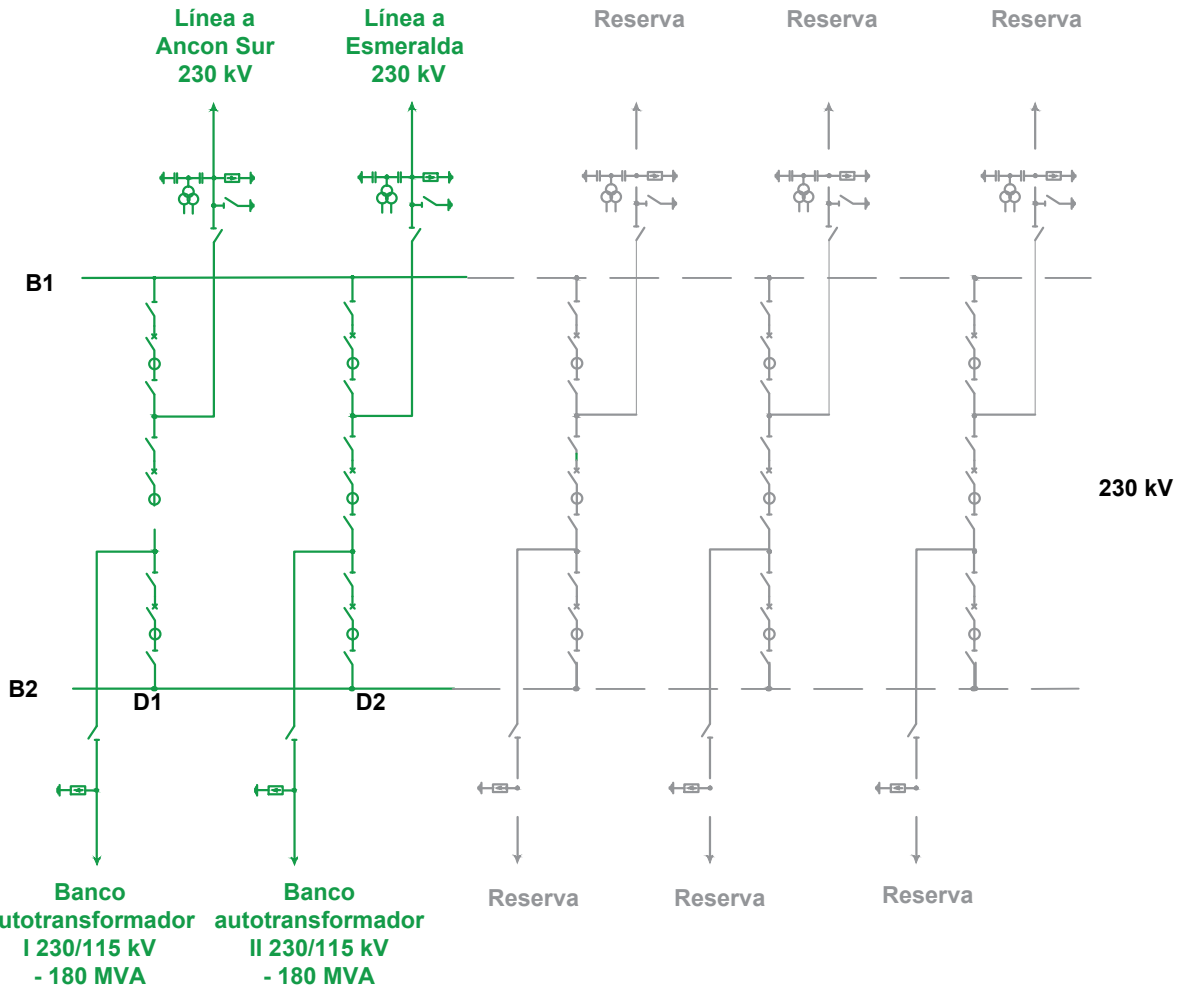 Línea a
Ancon Sur
230 kV
Línea a
Esmeralda
230 kV
Reserva
Reserva
Reserva
B1
230 kV
B2
D1
D2
Banco
utotransformador
I 230/115 kV
- 180 MVA
Banco
autotransformador
II 230/115 kV
- 180 MVA
Reserva
Reserva
Reserva